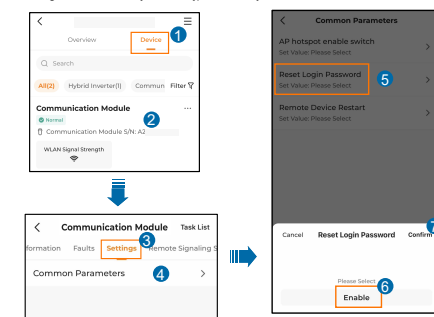 Overview Device
1
Search
All(2) Hybrid Inverter(1) Commun Filter
Communication Module ...
Normal
2
Communication Module S/N: A2
WLAN Signal Strength
Communication Module Task List
3
formation Faults Settings Remote Signaling S
Common Parameters 4
Common Parameters
AP hotspot enable switch
Set Value: Please Select
Reset Login Password
5
Set Value: Please Select
Remote Device Restart
Set Value: Please Select
7
Cancel Reset Login Password Confirm
Please Select
6
Enable